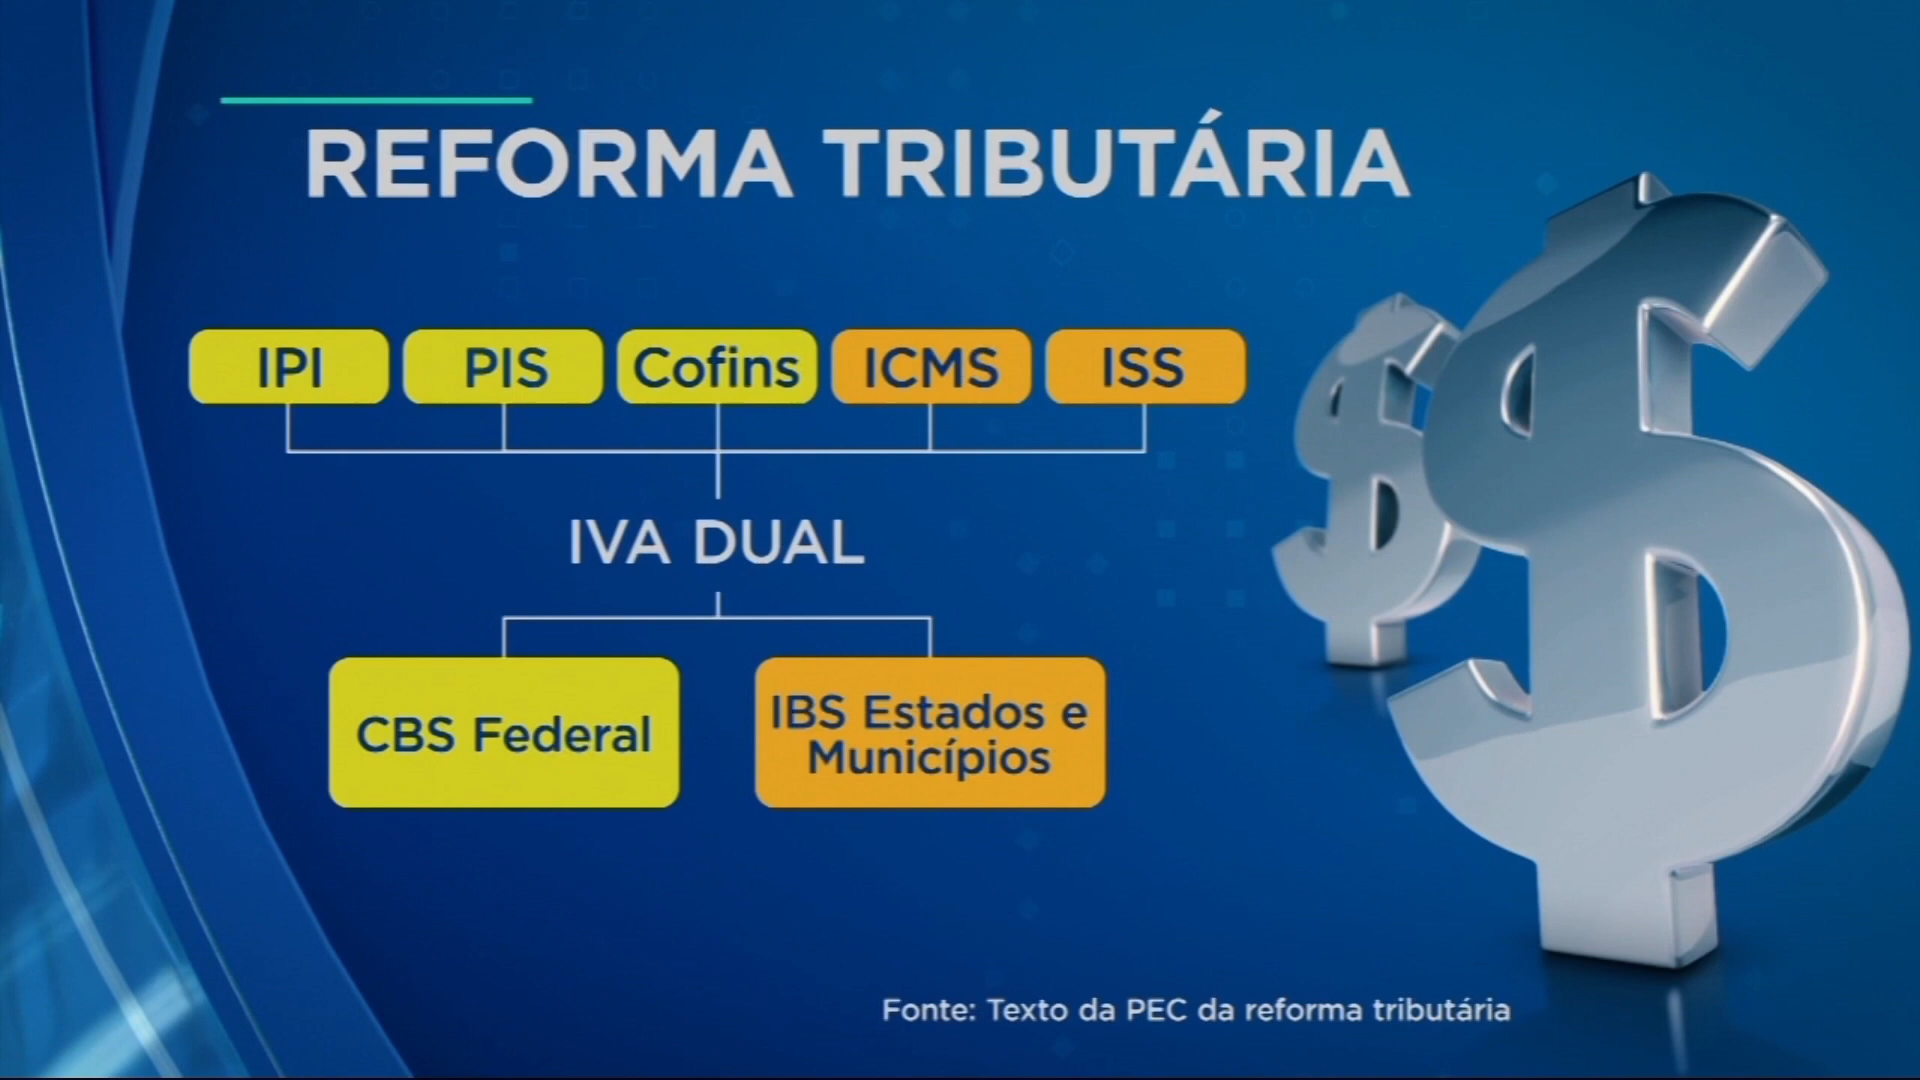 REFORMA TRIBUTÁRIA
IPI PIS Cofins ICMS ISS
IVA DUAL
CBS Federal
IBS Estados e
Municípios
Fonte: Texto da PEC da reforma tributária